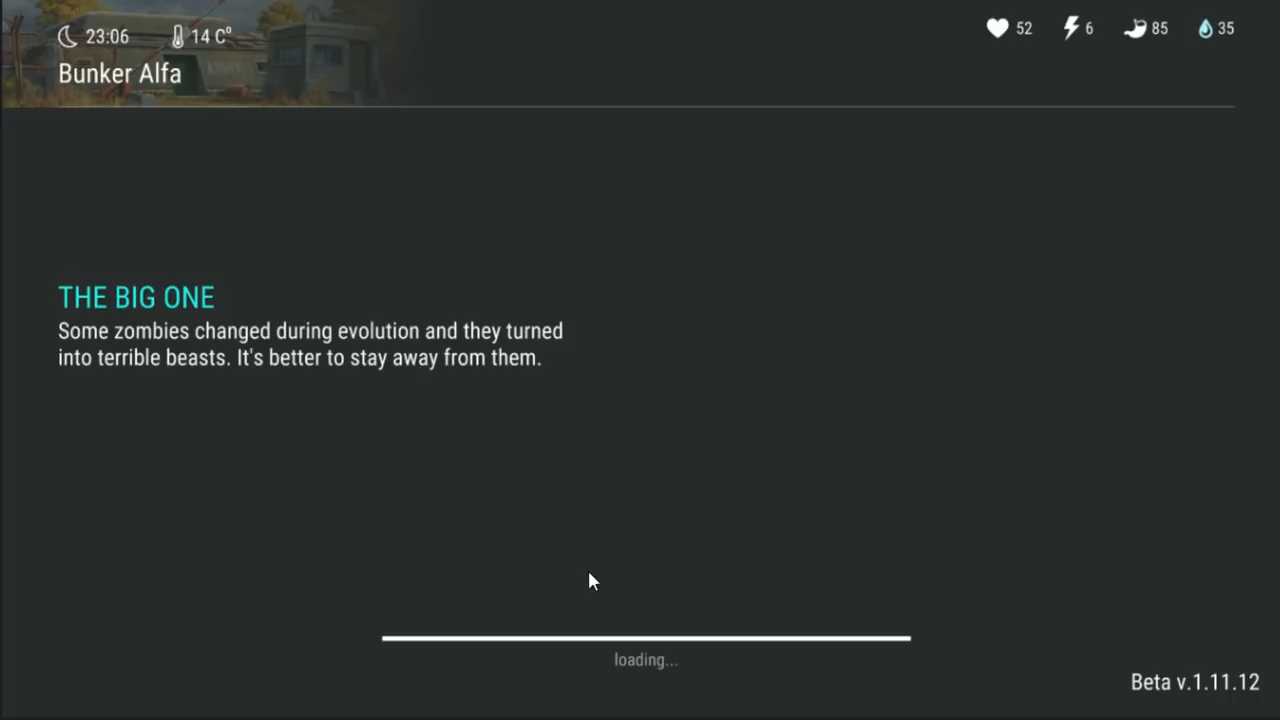 23:06 14 C⁰ 52 6 85 35
Bunker Alfa
THE BIG ONE
Some zombies changed during evolution and they turned
into terrible beasts. It's better to stay away from them.
loading...
Beta v.1.11.12